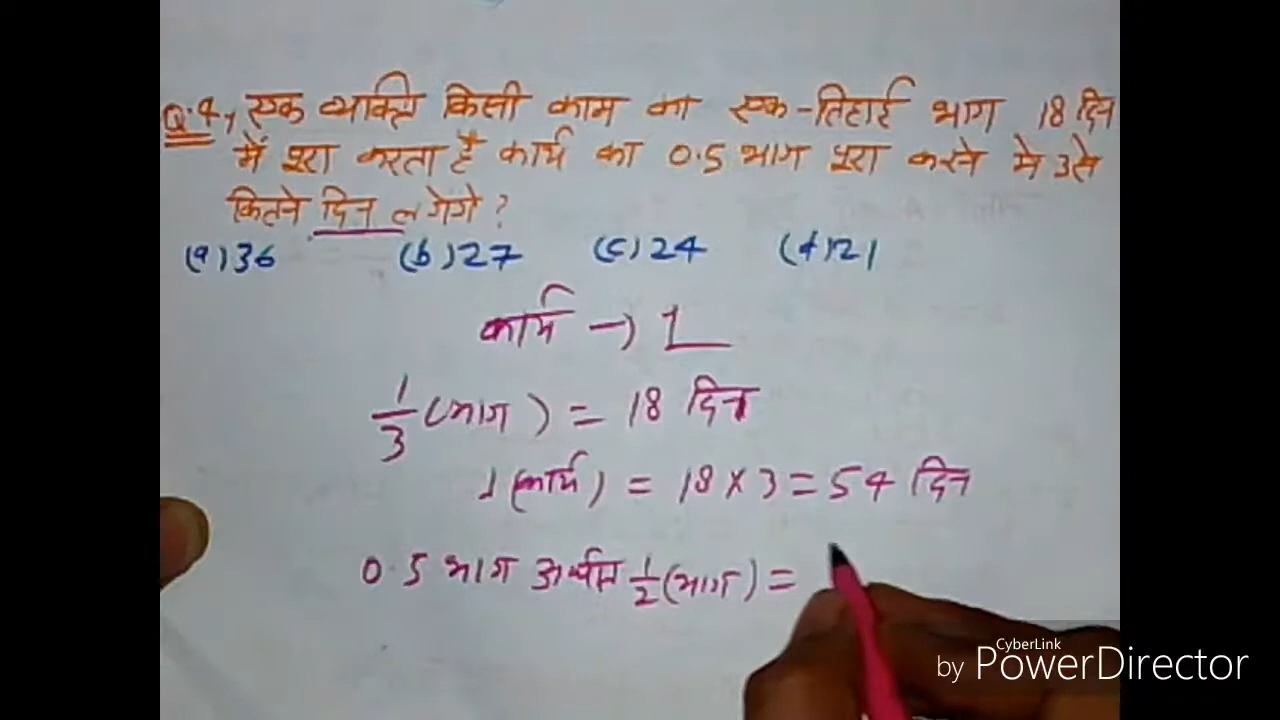 Q.4, एक व्यक्ति किसी काम का एक-तिहाई भाग 18 दिन
में पूरा करता है कार्य का 0.5 भाग पूरा करने मे उसे
कितने दिन लगेगे ?
(a) 36 (b) 27 (c) 24 (d) 21
कार्य → 1
1/3 (भाग) = 18 दिन
1 (कार्य) = 18 × 3 = 54 दिन
0.5 भाग अर्थात 1/2 (भाग) =
CyberLink
by PowerDirector